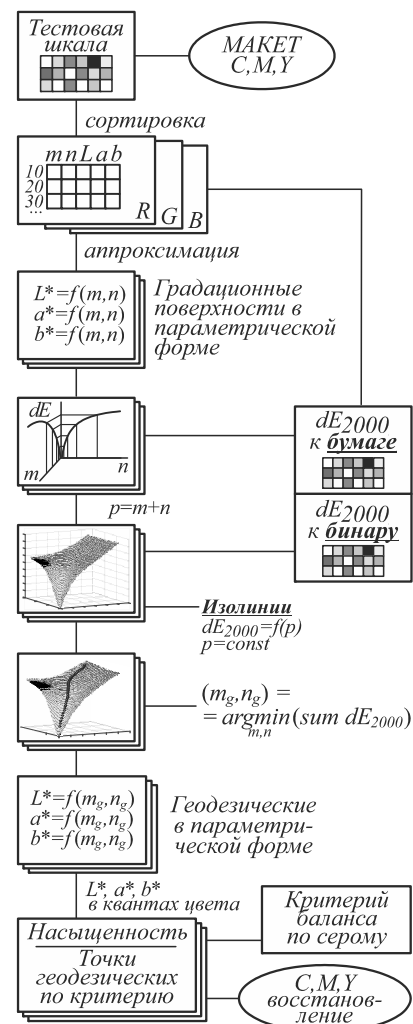 Тестовая
шкала
МАКЕТ
C,M,Y
сортировка
m n L a b
10
20
30
...
R
G
B
аппроксимация
L*=f(m,n)
a*=f(m,n)
b*=f(m,n)
Градационные
поверхности в
параметрической
форме
dE
m
n
dE2000
к бумаге
p=m+n
dE2000
к бинару
Изолинии
dE2000=f(p)
p=const
(mg,ng) =
= argmin(sum dE2000)
m,n
L*=f(mg,ng)
a*=f(mg,ng)
b*=f(mg,ng)
Геодезические
в параметри-
ческой форме
L*, a*, b*
в квантах цвета
Насыщенность
Точки
геодезических
по критерию
Критерий
баланса
по серому
C,M,Y
восстанов-
ление